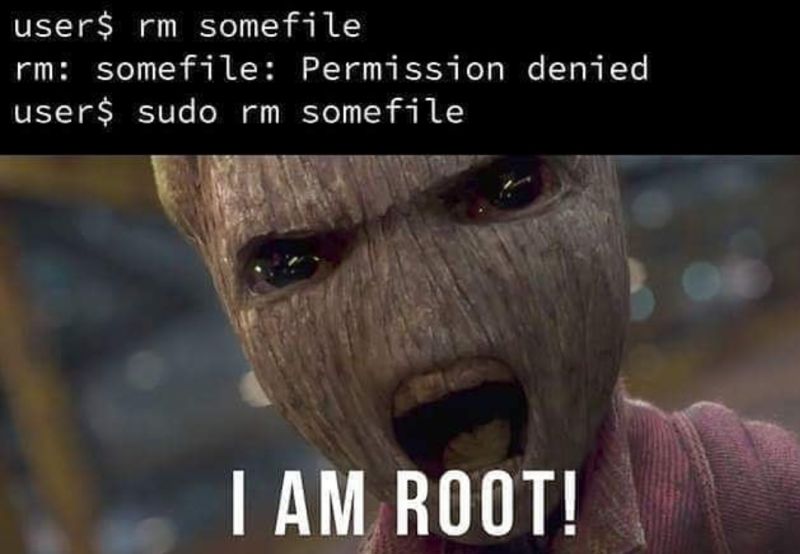 user$ rm somefile
rm: somefile: Permission denied
user$ sudo rm somefile
I AM ROOT!